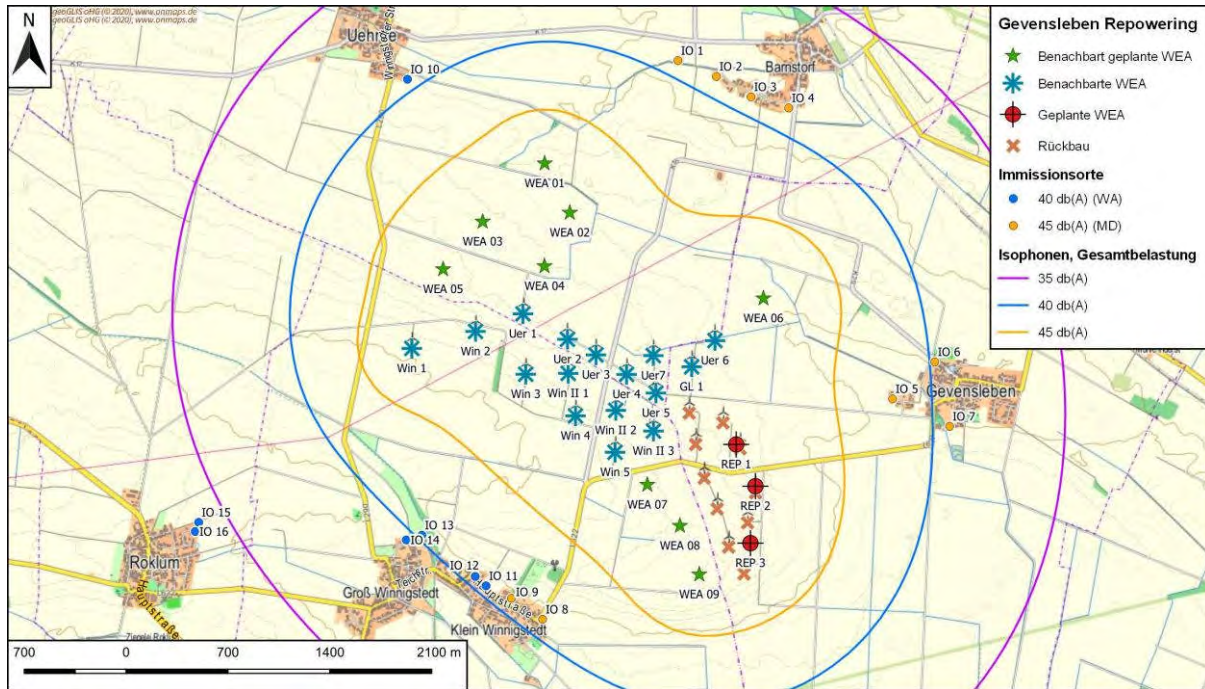 geoGLIS oHG (© 2020), www.onmaps.de
geoGLIS oHG (© 2020), www.onmaps.de
N
IO 1
IO 2
Barnstorf
IO 3
IO 4
IO 10
WEA 01
WEA 02
WEA 03
WEA 04
WEA 05
WEA 06
Uer 1
Win 2
Win 1
Uer 2
Uer 3
Uer7
Uer 6
GL 1
Win 3
Win II 1
Uer 4
Uer 5
Win 4
Win II 2
Win II 3
Win 5
IO 6
IO 5
Gevensleben
IO 7
REP 1
REP 2
REP 3
WEA 07
WEA 08
WEA 09
IO 15
IO 16
Roklum
Hauptstraße
IO 13
IO 14
Teichstr.
Groß Winnigstedt
IO 12
IO 11
Hauptstraße
IO 9
IO 8
Klein Winnigstedt
Gevensleben Repowering
Benachbart geplante WEA
Benachbarte WEA
Geplante WEA
Rückbau
Immissionsorte
40 db(A) (WA)
45 db(A) (MD)
Isophonen, Gesamtbelastung
35 db(A)
40 db(A)
45 db(A)
700 0 700 1400 2100 m